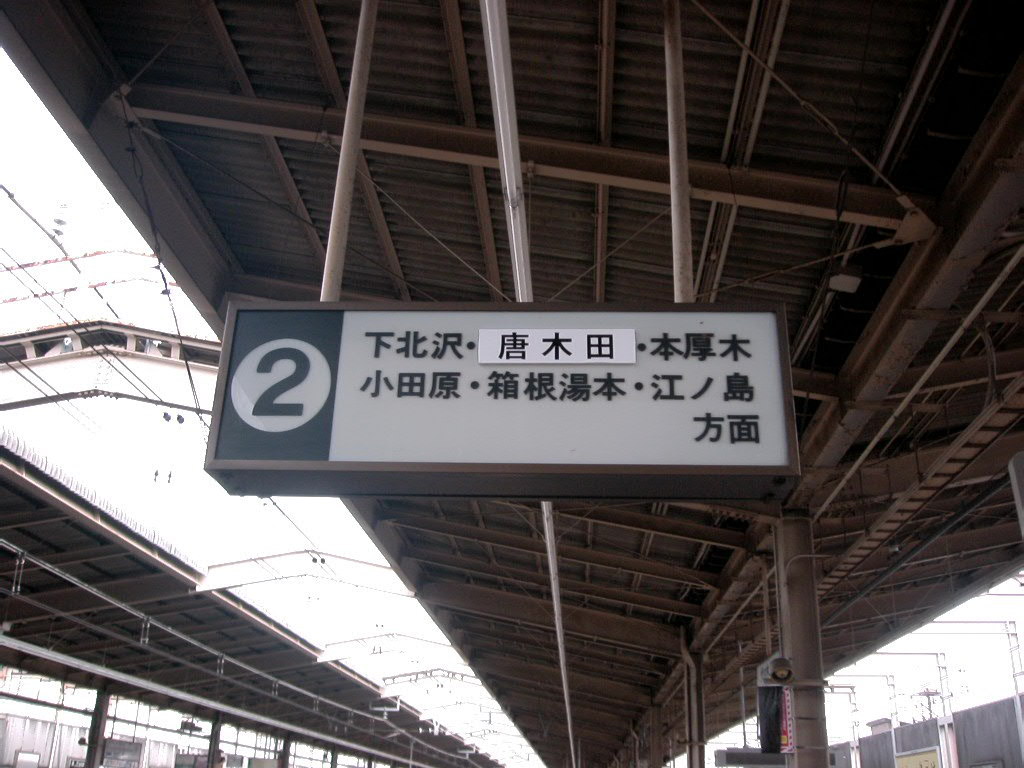 2
下北沢・唐木田・本厚木
小田原・箱根湯本・江ノ島
方面